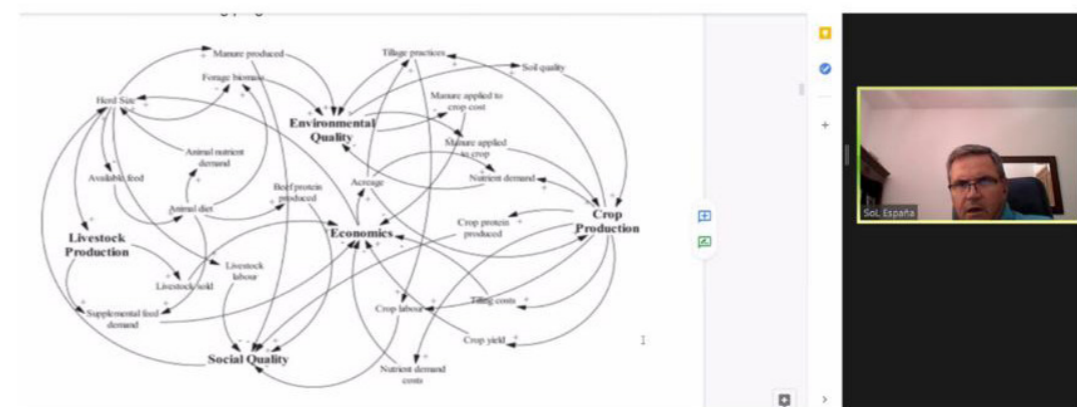 Manure produced
Tillage practices
Soil quality
Forage biomass
Herd Size
Manure applied to
crop cost
Environmental
Quality
Manure applied
to crop
Animal nutrient
demand
Available feed
Acreage
Nutrient demand
Beef protein
produced
Animal diet
Crop
Production
Crop protein
produced
Economics
Livestock
Production
Livestock
labour
Livestock sold
Tilling costs
Crop labour
Supplemental feed
demand
Crop yield
Social Quality
Nutrient demand
costs
SoL España